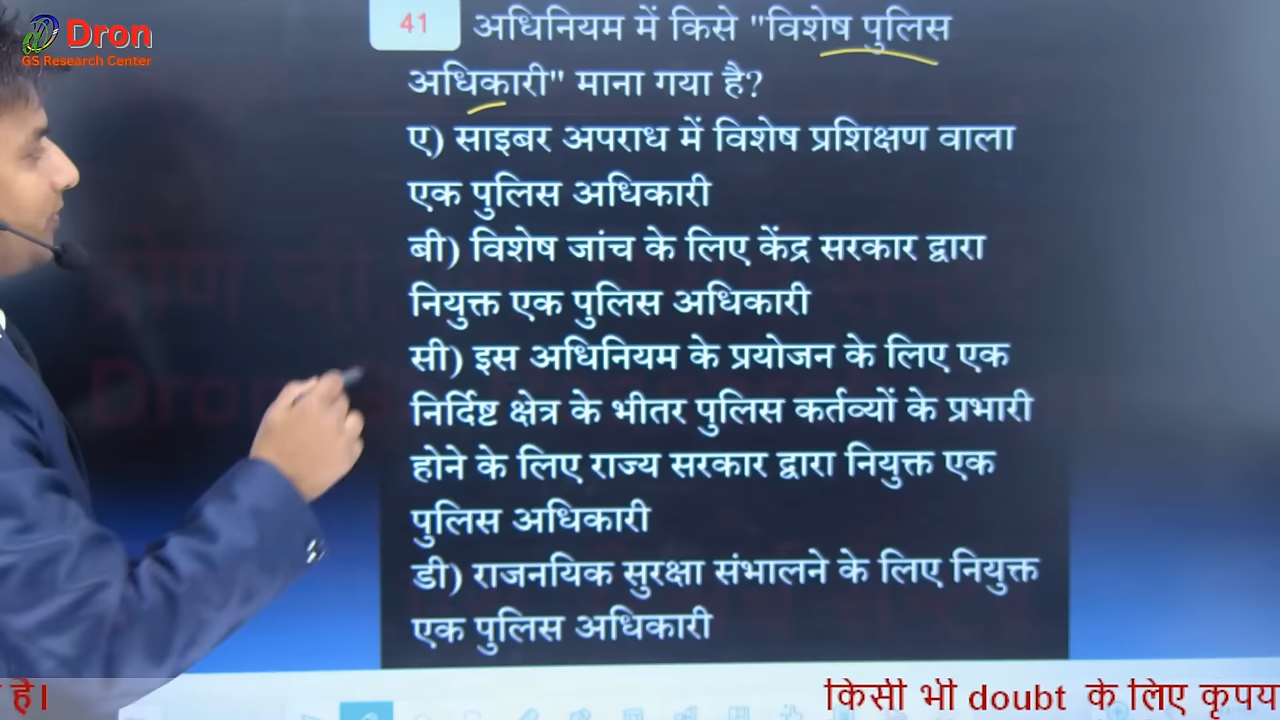 Dron
GS Research Center
41 अधिनियम में किसे "विशेष पुलिस
अधिकारी" माना गया है?
ए) साइबर अपराध में विशेष प्रशिक्षण वाला
एक पुलिस अधिकारी
बी) विशेष जांच के लिए केंद्र सरकार द्वारा
नियुक्त एक पुलिस अधिकारी
सी) इस अधिनियम के प्रयोजन के लिए एक
निर्दिष्ट क्षेत्र के भीतर पुलिस कर्तव्यों के प्रभारी
होने के लिए राज्य सरकार द्वारा नियुक्त एक
पुलिस अधिकारी
डी) राजनयिक सुरक्षा संभालने के लिए नियुक्त
एक पुलिस अधिकारी
है। किसी भी doubt के लिए कृपय